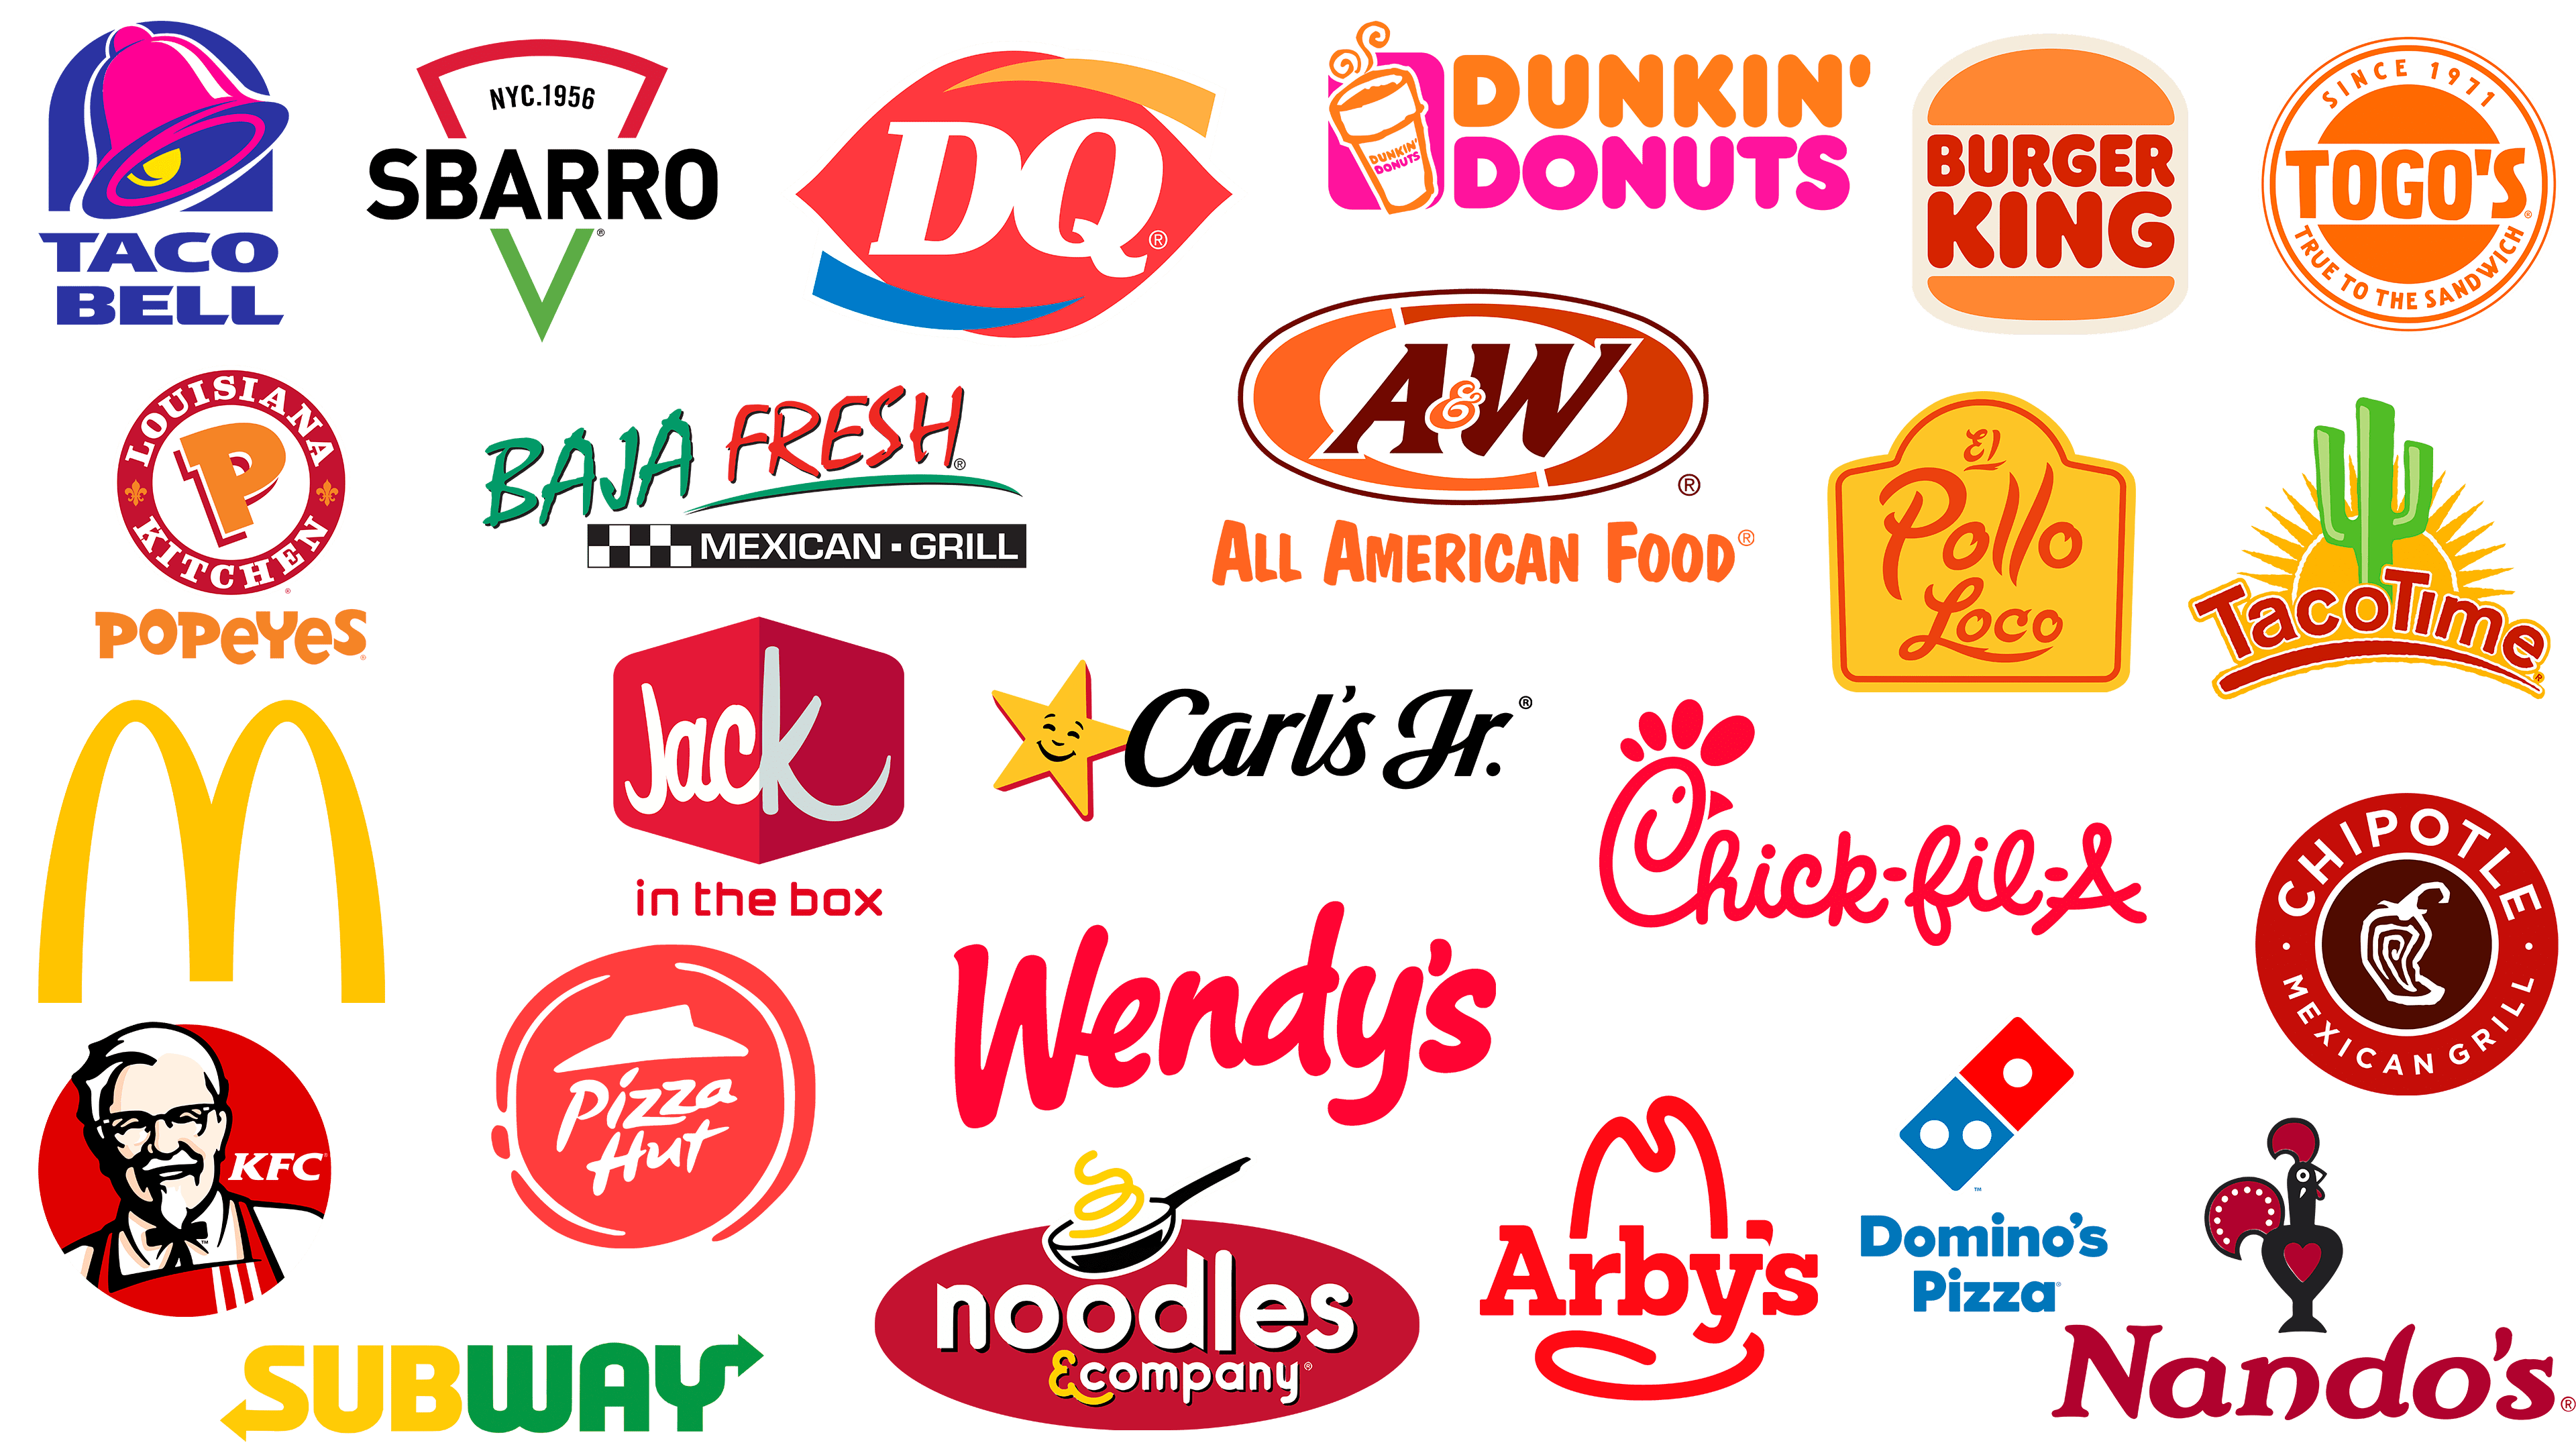 TACO
BELL
NYC.1956
SBARRO
®
DQ
®
DUNKIN'
DONUTS
DUNKIN'
DONUTS
BURGER
KING
SINCE 1971
TOGO'S
®
TRUE TO THE SANDWICH
LOUISIANA
P
KITCHEN
®
POPEYES
BAJA FRESH
®
MEXICAN ▪ GRILL
A&W
®
ALL AMERICAN FOOD®
El
Pollo
Loco
TacoTime
®
M
Jack
in the box
Carl's Jr.®
Chick-fil-A
CHIPOTLE
MEXICAN GRILL
KFC
Pizza
Hut
Wendy's
noodles
&company®
Arby's
™
Domino's
Pizza
Nando's®
SUBWAY